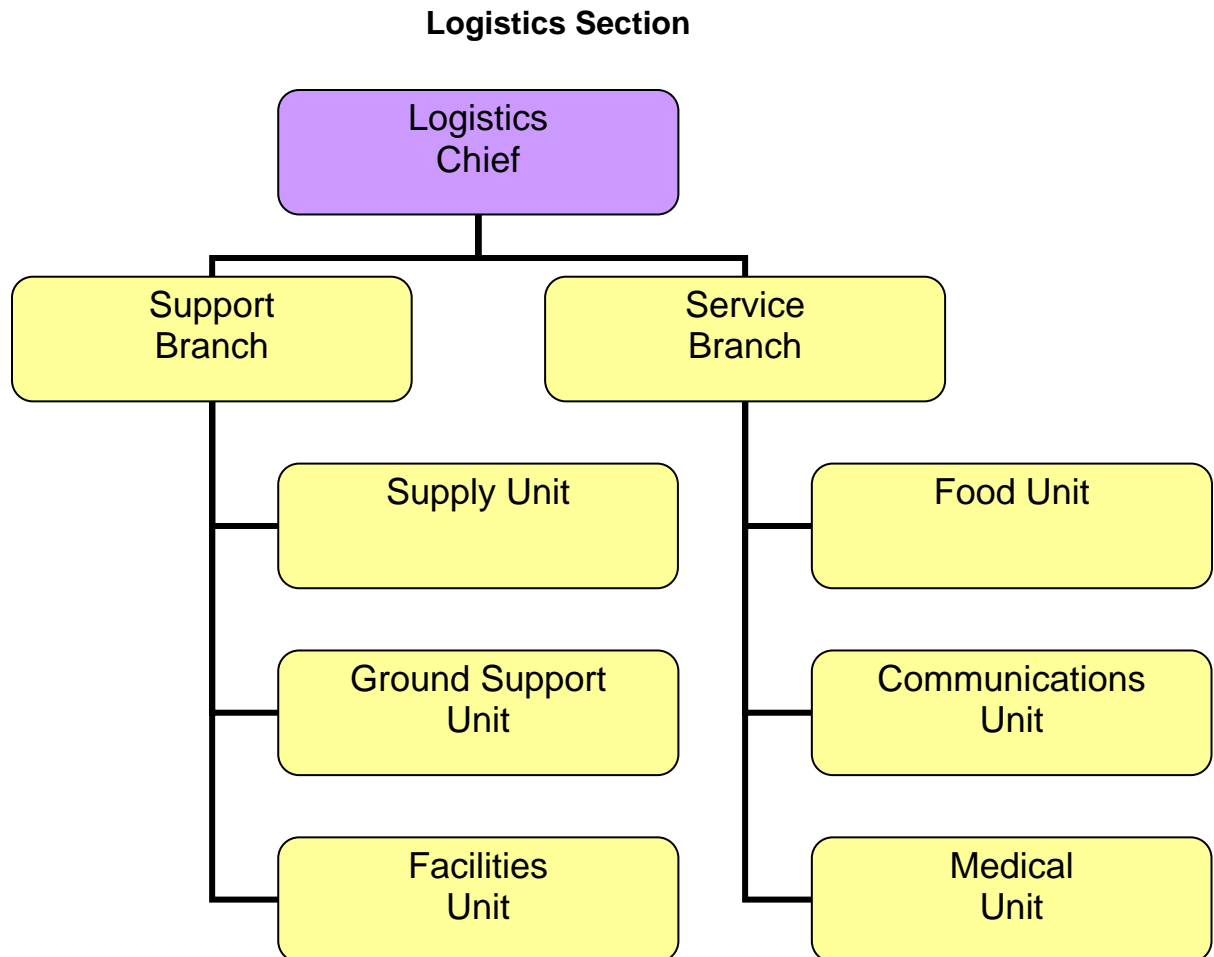 Logistics Section
Logistics
Chief
Support
Branch
Service
Branch
Supply Unit
Food Unit
Ground Support
Unit
Communications
Unit
Facilities
Unit
Medical
Unit